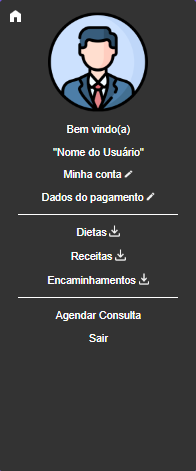 Bem vindo(a)
"Nome do Usuário"
Minha conta
Dados do pagamento
Dietas
Receitas
Encaminhamentos
Agendar Consulta
Sair